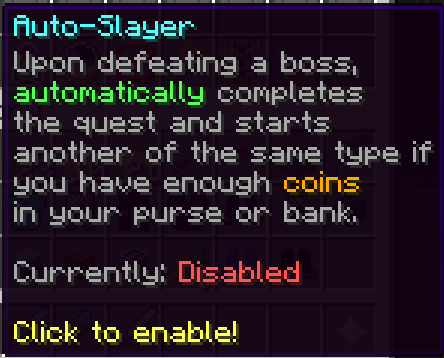 Auto-Slayer
Upon defeating a boss,
automatically completes
the quest and starts
another of the same type if
you have enough coins
in your purse or bank.
Currently: Disabled
Click to enable!